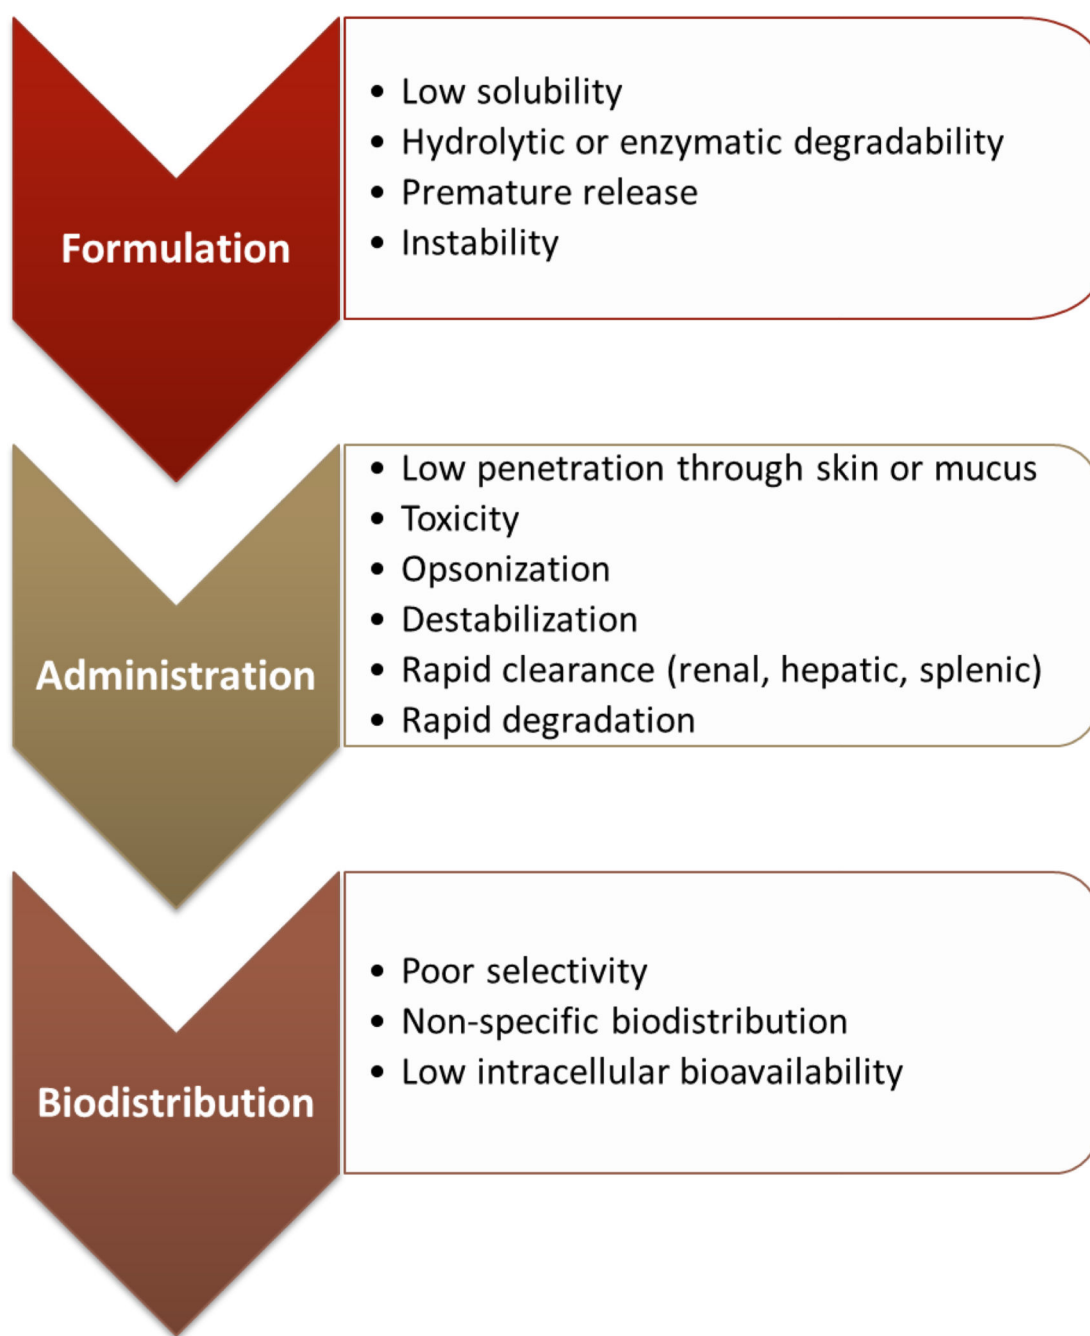 Formulation
• Low solubility
• Hydrolytic or enzymatic degradability
• Premature release
• Instability
Administration
• Low penetration through skin or mucus
• Toxicity
• Opsonization
• Destabilization
• Rapid clearance (renal, hepatic, splenic)
• Rapid degradation
Biodistribution
• Poor selectivity
• Non-specific biodistribution
• Low intracellular bioavailability